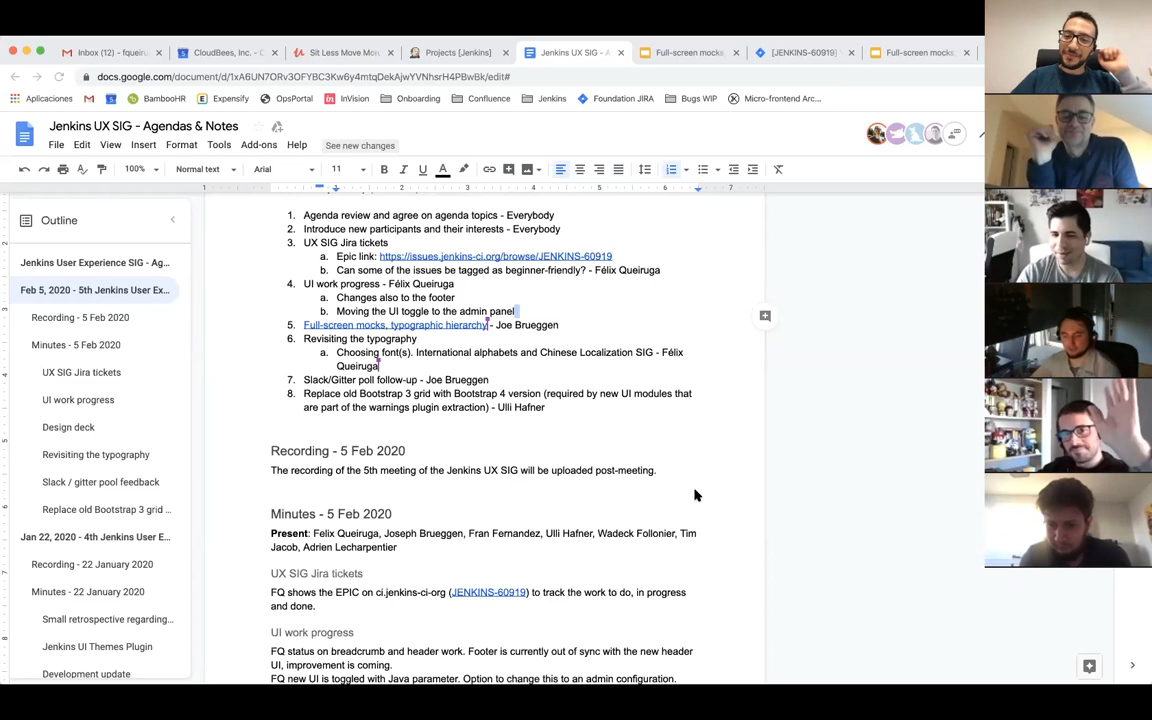 Inbox (12) - fqueiru
CloudBees, Inc. - C
Sit Less Move Mov
Projects [Jenkins]
Jenkins UX SIG - A
Full-screen mocks,
[JENKINS-60919]
Full-screen mocks,
docs.google.com/document/d/1xA6UN7ORv3OFYBC3Kw6y4mtqDekAjwYVNhsrH4PBwBk/edit#
Aplicaciones BambooHR Expensify OpsPortal InVision Onboarding Confluence Jenkins Foundation JIRA Bugs WIP Micro-frontend Arc...
Jenkins UX SIG - Agendas & Notes
File Edit View Insert Format Tools Add-ons Help See new changes
100% Normal text Arial 11
1 1 2 3 4 5 6 7
Outline
Jenkins User Experience SIG - Ag...
Feb 5, 2020 - 5th Jenkins User Ex...
Recording - 5 Feb 2020
Minutes - 5 Feb 2020
UX SIG Jira tickets
UI work progress
Design deck
Revisiting the typography
Slack / gitter pool feedback
Replace old Bootstrap 3 grid ...
Jan 22, 2020 - 4th Jenkins User E...
Recording - 22 January 2020
Minutes - 22 January 2020
Small retrospective regarding...
Jenkins UI Themes Plugin
Development update
1. Agenda review and agree on agenda topics - Everybody
2. Introduce new participants and their interests - Everybody
3. UX SIG Jira tickets
a. Epic link: https://issues.jenkins-ci.org/browse/JENKINS-60919
b. Can some of the issues be tagged as beginner-friendly? - Félix Queiruga
4. UI work progress - Félix Queiruga
a. Changes also to the footer
b. Moving the UI toggle to the admin panel
5. Full-screen mocks, typographic hierarchy - Joe Brueggen
6. Revisiting the typography
a. Choosing font(s). International alphabets and Chinese Localization SIG - Félix
Queiruga
7. Slack/Gitter poll follow-up - Joe Brueggen
8. Replace old Bootstrap 3 grid with Bootstrap 4 version (required by new UI modules that
are part of the warnings plugin extraction) - Ulli Hafner
Recording - 5 Feb 2020
The recording of the 5th meeting of the Jenkins UX SIG will be uploaded post-meeting.
Minutes - 5 Feb 2020
Present: Felix Queiruga, Joseph Brueggen, Fran Fernandez, Ulli Hafner, Wadeck Follonier, Tim
Jacob, Adrien Lecharpentier
UX SIG Jira tickets
FQ shows the EPIC on ci.jenkins-ci-org (JENKINS-60919) to track the work to do, in progress
and done.
UI work progress
FQ status on breadcrumb and header work. Footer is currently out of sync with the new header
UI, improvement is coming.
FQ new UI is toggled with Java parameter. Option to change this to an admin configuration.